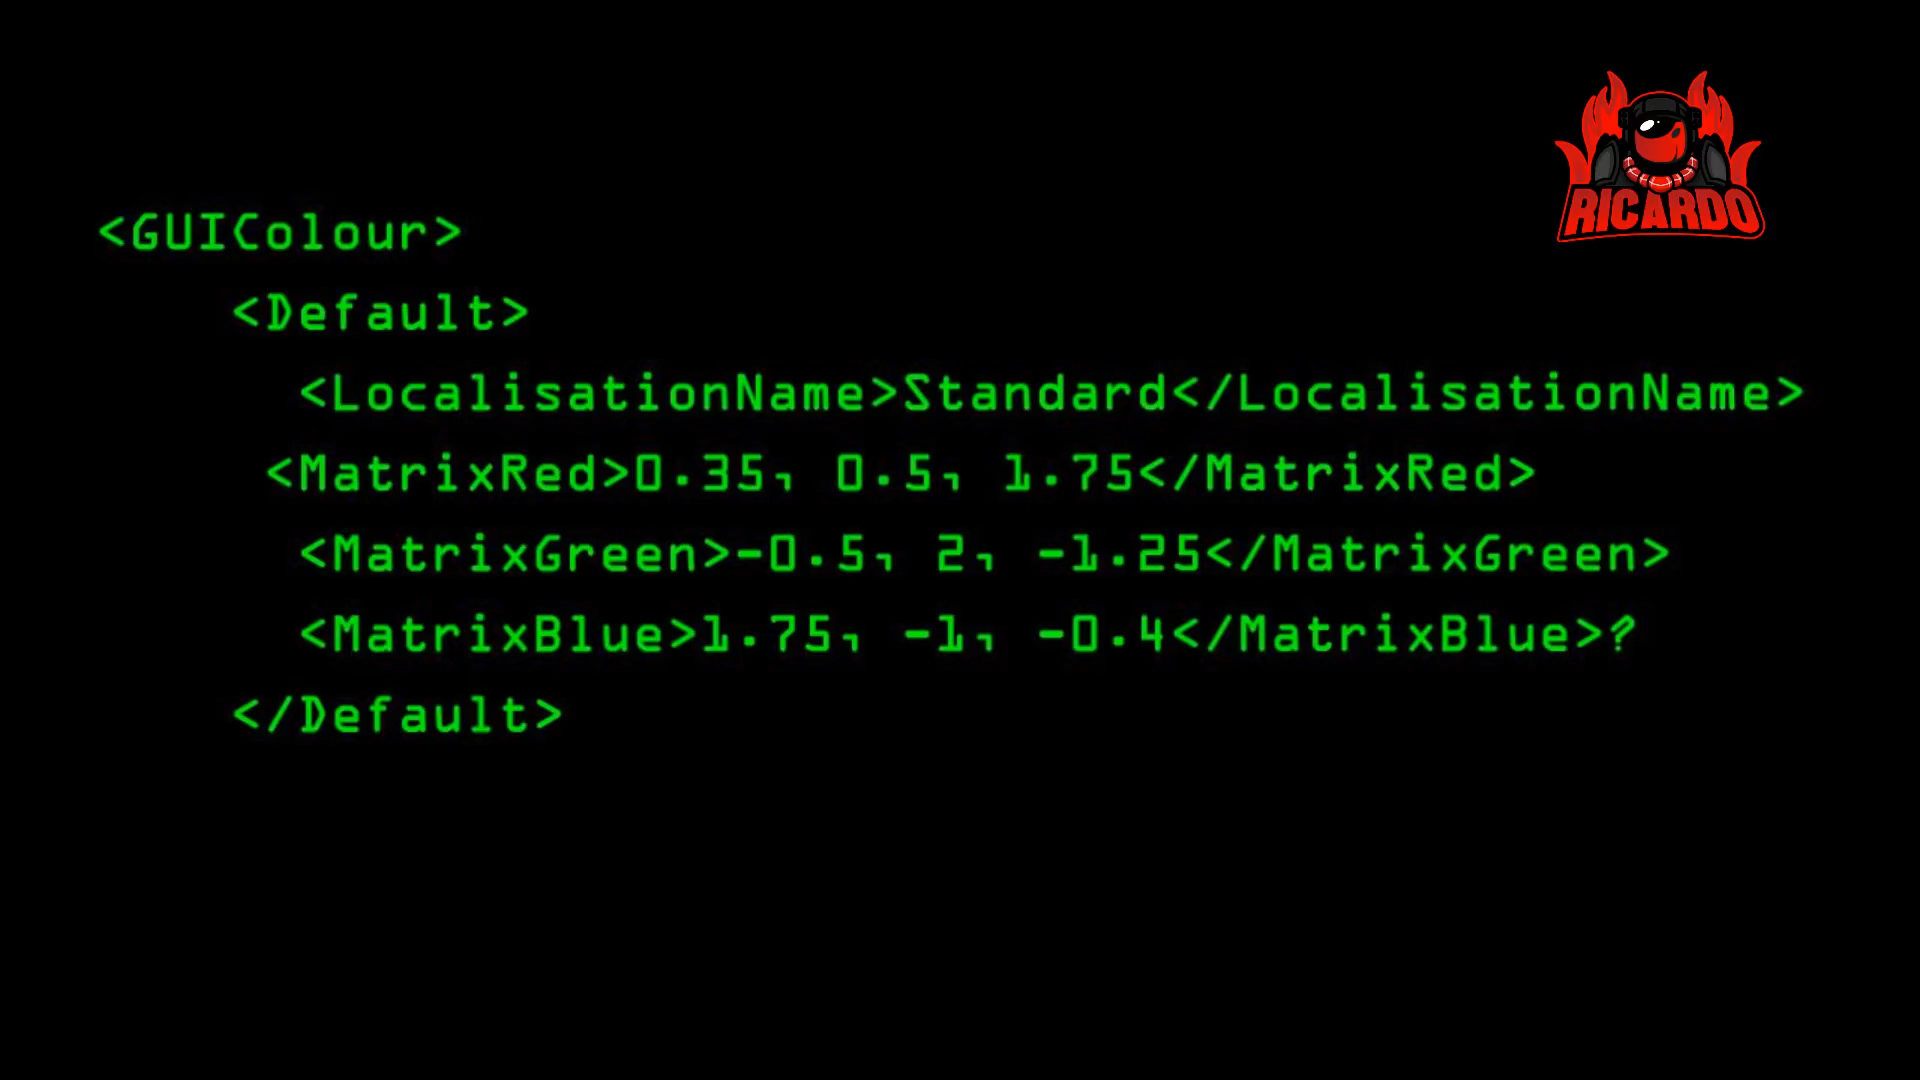 RICARDO
<GUIColour>
<Default>
<LocalisationName>Standard</LocalisationName>
<MatrixRed>0.35, 0.5, 1.75</MatrixRed>
<MatrixGreen>-0.5, 2, -1.25</MatrixGreen>
<MatrixBlue>1.75, -1, -0.4</MatrixBlue>?
</Default>